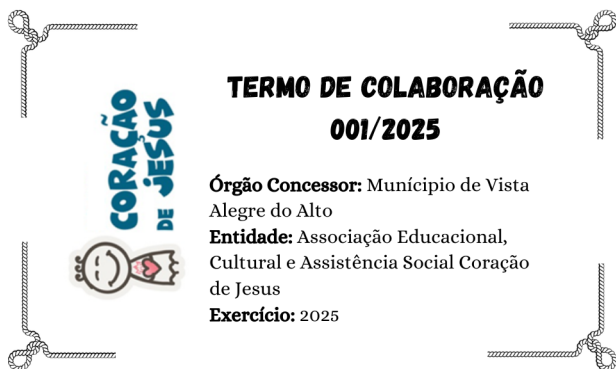 CORAÇÃO
DE JESUS
TERMO DE COLABORAÇÃO
001/2025
Órgão Concessor: Munícipio de Vista
Alegre do Alto
Entidade: Associação Educacional,
Cultural e Assistência Social Coração
de Jesus
Exercício: 2025